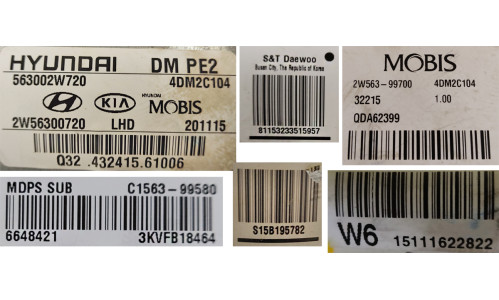 HYUNDAI DM PE2
563002W720 4DM2C104
HYUNDAI KIA HYUNDAI MOBIS
2W56300720 LHD 201115
Q32 .432415.61006
S&T Daewoo
Busan City, The Republic of Korea
81153233515957
MOBIS
2W563-99700 4DM2C104
32215 1.00
QDA62399
MDPS SUB C1563-99580
6648421 3KVFB18464
S15B195782
W6 15111622822